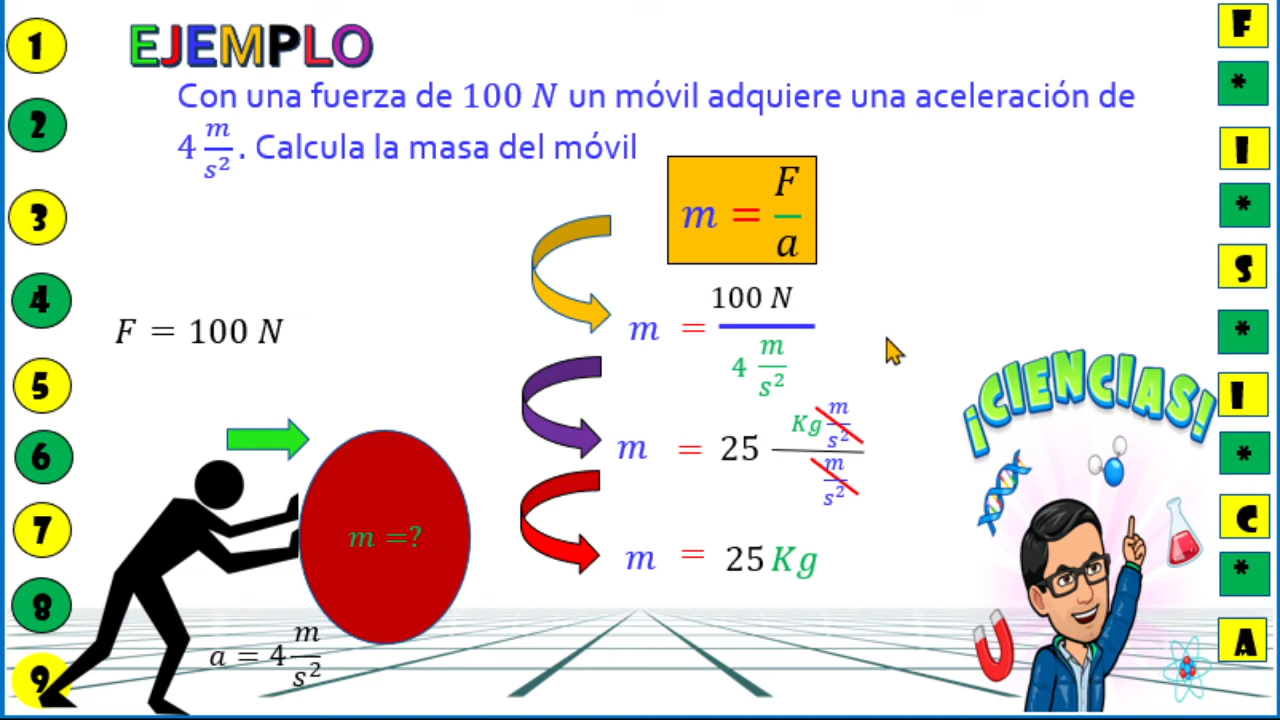 EJEMPLO
Con una fuerza de 100 N un móvil adquiere una aceleración de
4 m/s². Calcula la masa del móvil
m = F/a
m = 100 N / 4 m/s²
F = 100 N
m = 25 Kg m/s² / m/s²
m = 25 Kg
m =?
a = 4 m/s²
¡CIENCIAS!
1
2
3
4
5
6
7
8
9
F
*
I
*
S
*
I
*
C
*
A